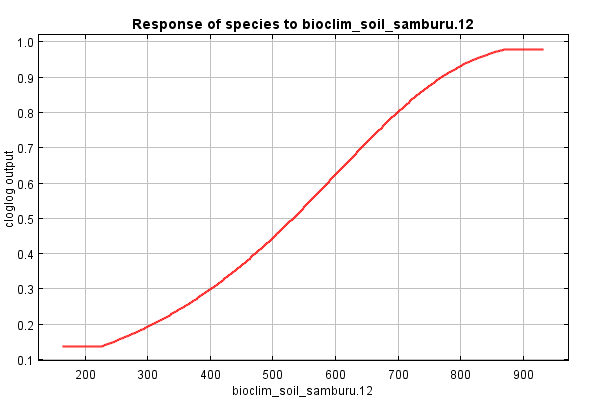 Response of species to bioclim_soil_samburu.12
cloglog output
1.0
0.9
0.8
0.7
0.6
0.5
0.4
0.3
0.2
0.1
200 300 400 500 600 700 800 900
bioclim_soil_samburu.12